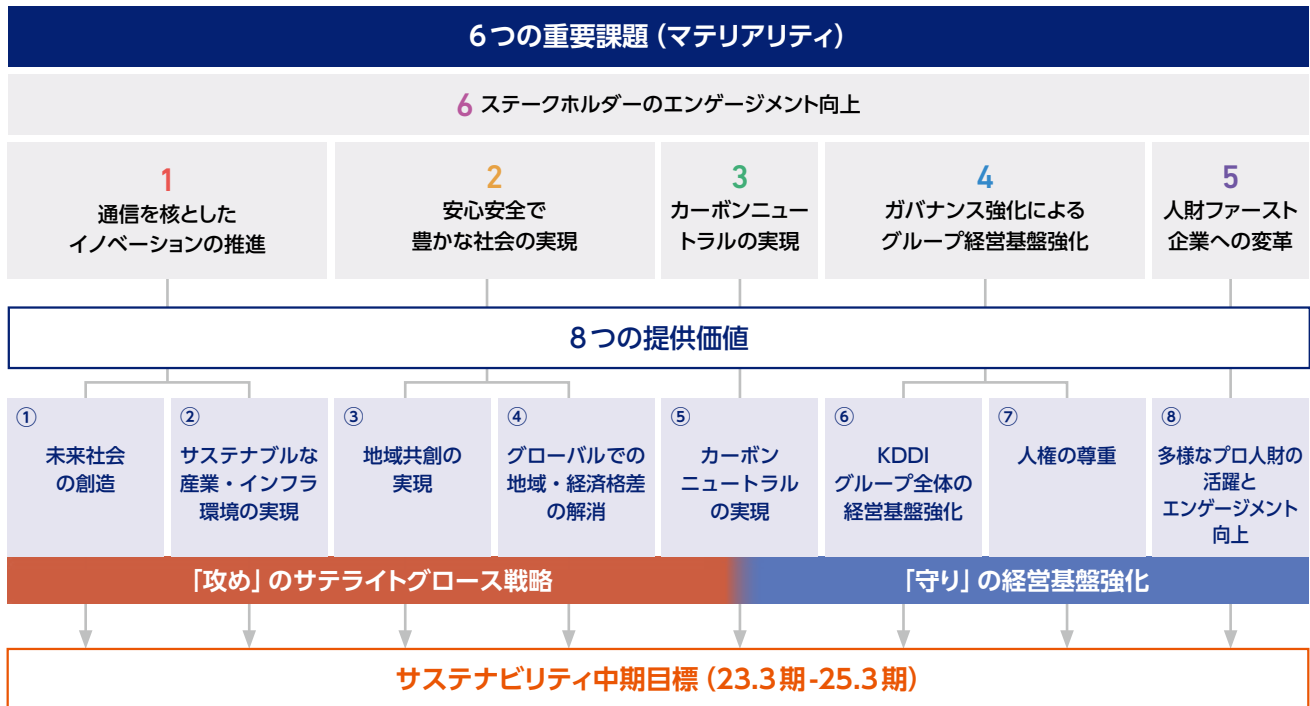 6つの重要課題（マテリアリティ）
6 ステークホルダーのエンゲージメント向上
1
通信を核とした
イノベーションの推進
2
安心安全で
豊かな社会の実現
3
カーボンニュー
トラルの実現
4
ガバナンス強化による
グループ経営基盤強化
5
人財ファースト
企業への変革
8つの提供価値
①
未来社会
の創造
②
サステナブルな
産業・インフラ
環境の実現
③
地域共創の
実現
④
グローバルでの
地域・経済格差
の解消
⑤
カーボン
ニュートラル
の実現
⑥
KDDI
グループ全体の
経営基盤強化
⑦
人権の尊重
⑧
多様なプロ人財の
活躍と
エンゲージメント
向上
「攻め」のサテライトグロース戦略
「守り」の経営基盤強化
サステナビリティ中期目標（23.3期-25.3期）